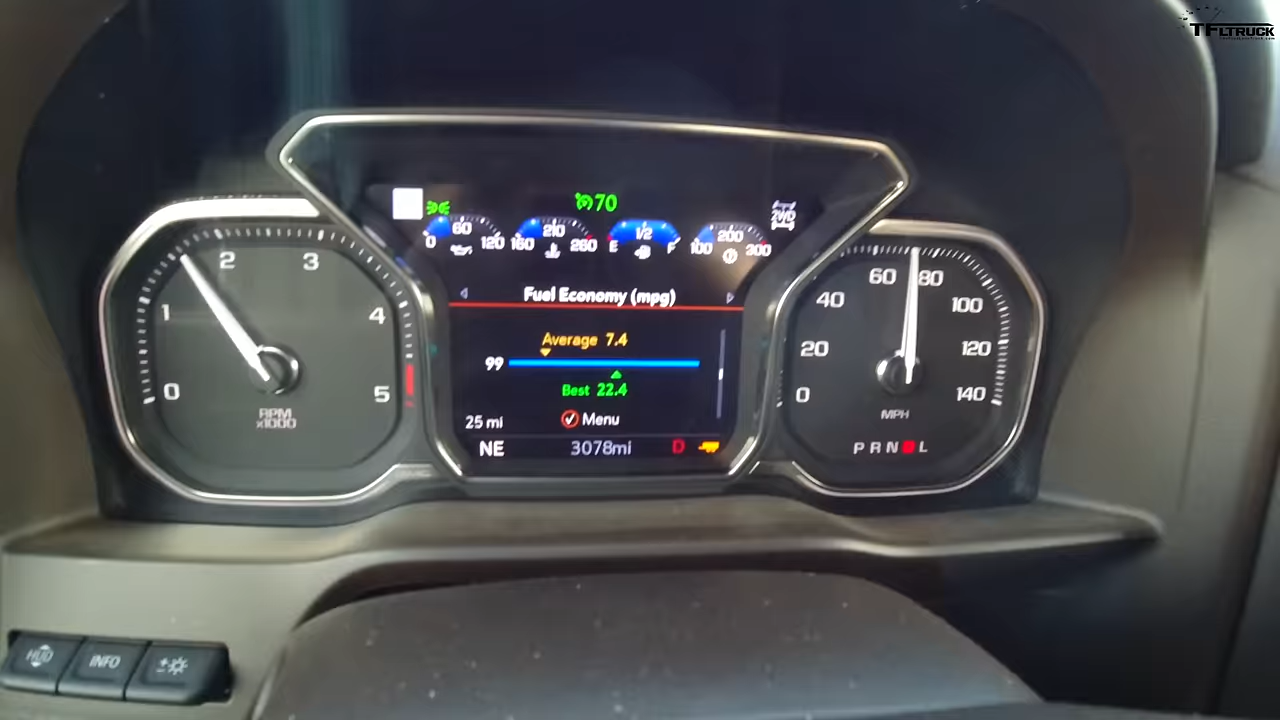 TFLTRUCK
70
0 60 120
160 210 260
E 1/2 F
100 200 300
2WD
Fuel Economy (mpg)
Average 7.4
99
Best 22.4
25 mi
Menu
NE 3078mi D
0 1 2 3 4 5
RPM
x1000
0 20 40 60 80 100 120 140
MPH
P R N L
HUD
INFO